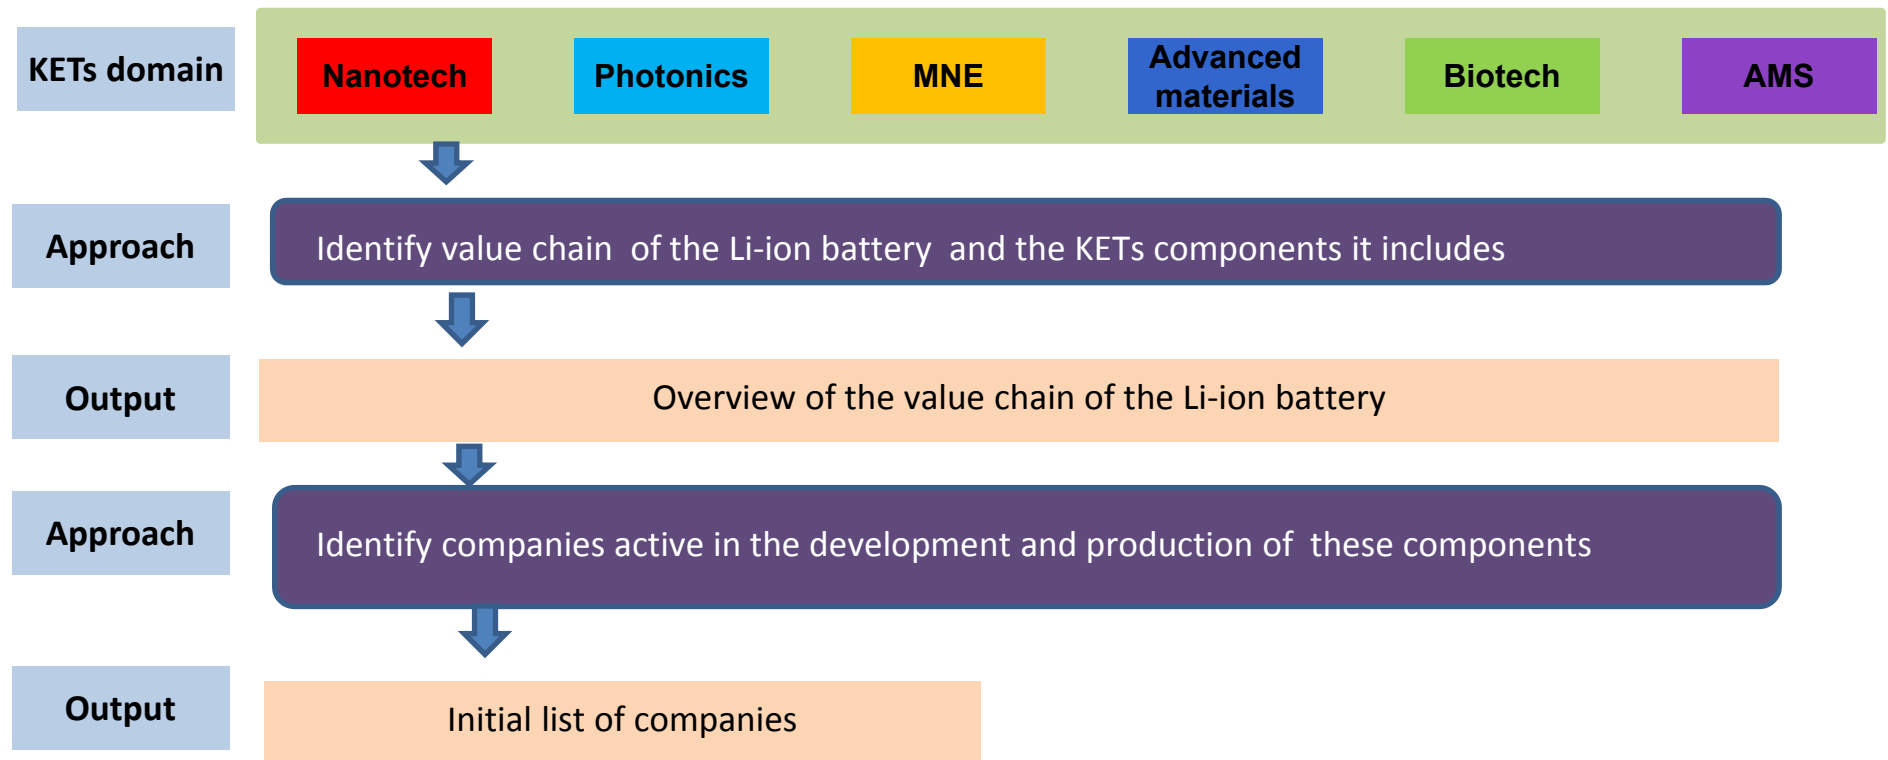 KETs domain
Nanotech
Photonics
MNE
Advanced
materials
Biotech
AMS
Approach
Identify value chain of the Li-ion battery and the KETs components it includes
Output
Overview of the value chain of the Li-ion battery
Approach
Identify companies active in the development and production of these components
Output
Initial list of companies